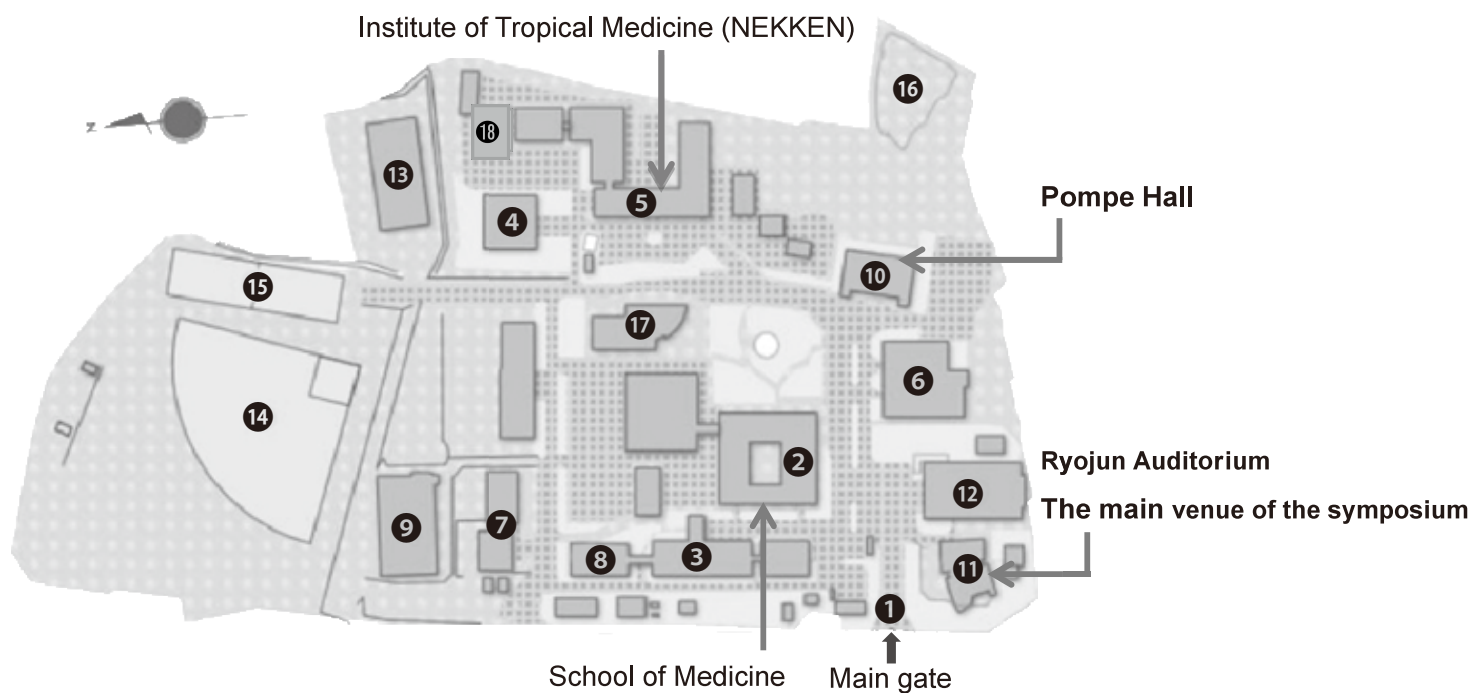 Institute of Tropical Medicine (NEKKEN)
16
N
18
13
5
4
Pompe Hall
10
15
17
6
14
2
Ryojun Auditorium
12
The main venue of the symposium
9
7
8
3
11
1
School of Medicine
Main gate